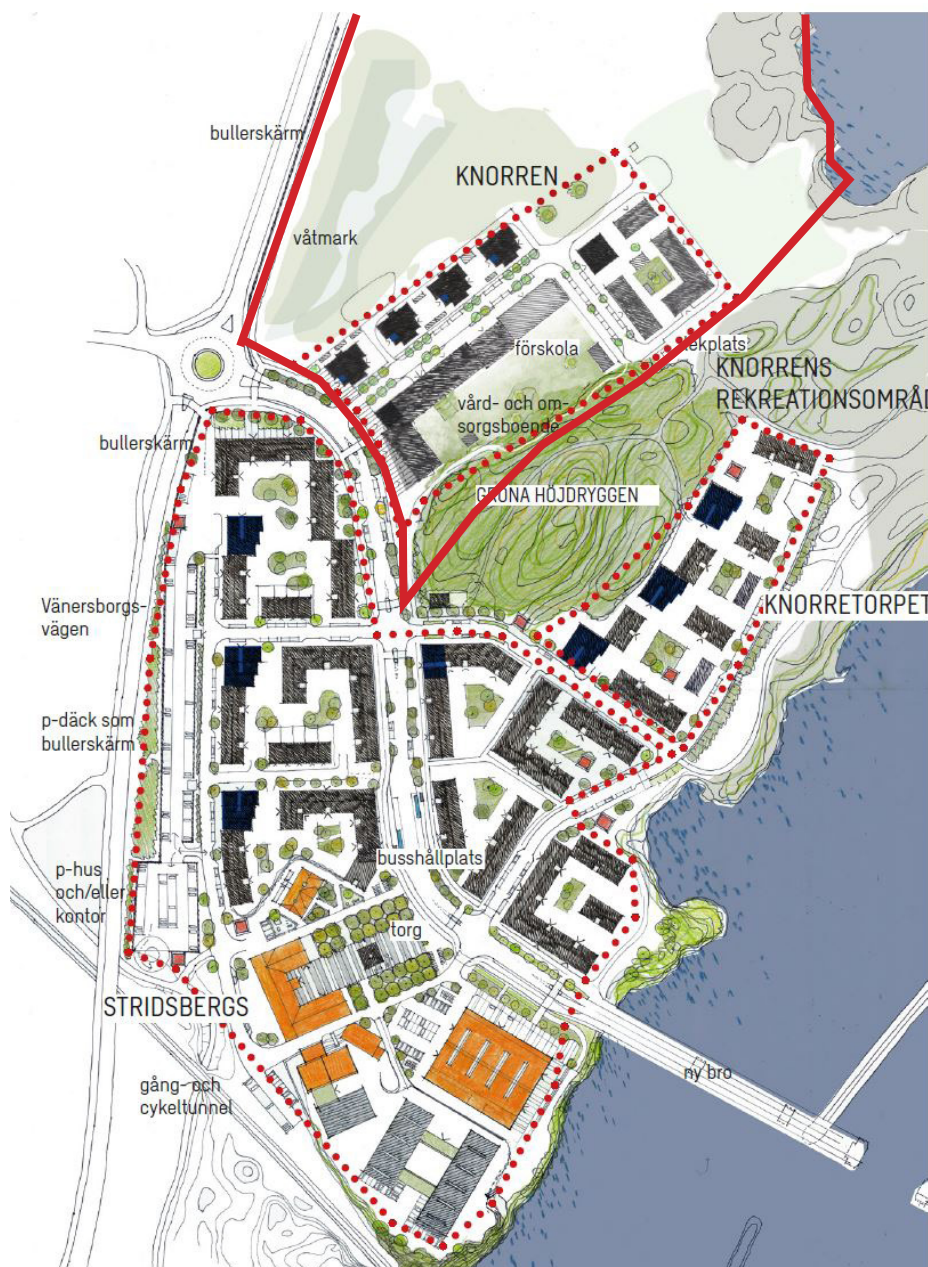 bullerskärm
KNORREN
våtmark
förskola
lekplats
KNORRENS
REKREATIONSOMRÅD
vård- och om-
sorgsboende
bullerskärm
GRÖNA HÖJDRYGGEN
Vänersborgs-
vägen
KNORRETORPET
p-däck som
bullerskärm
busshållplats
p-hus
och/eller
kontor
torg
STRIDSBERGS
gång- och
cykeltunnel
ny bro